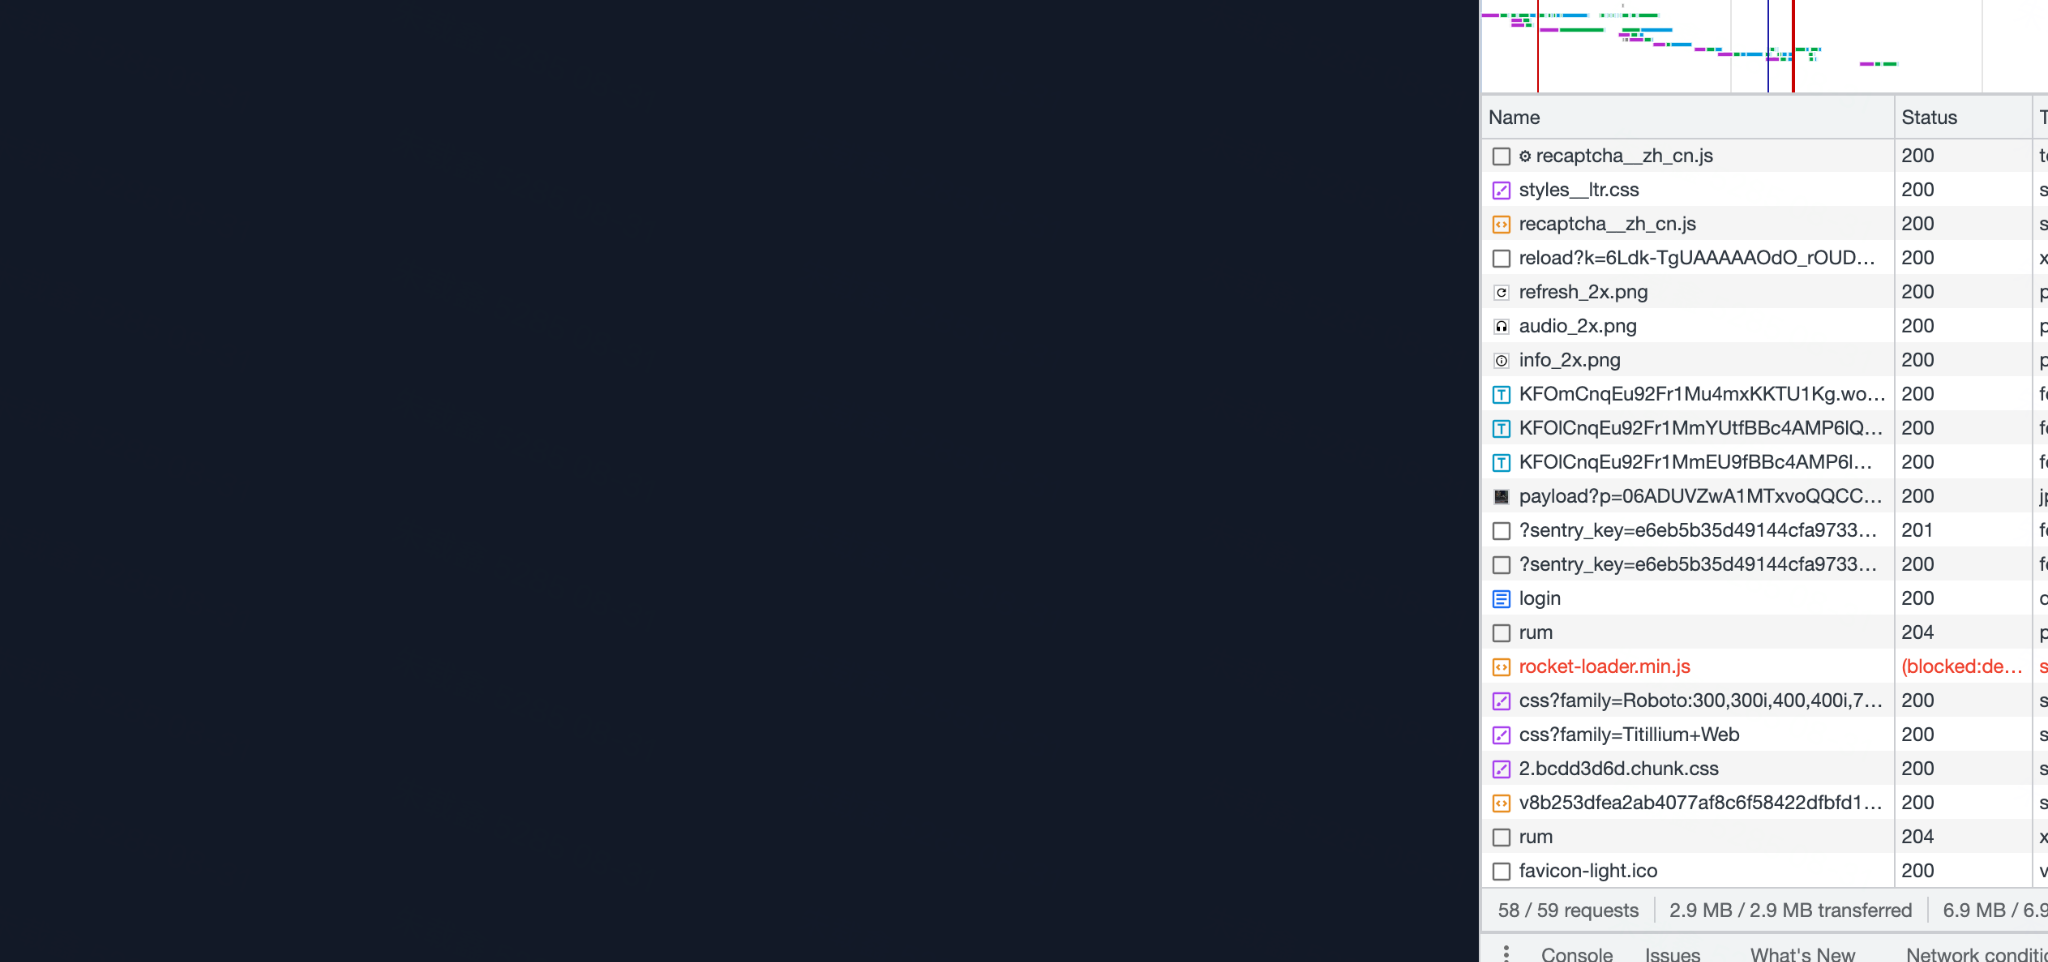 Name Status T
recaptcha__zh_cn.js 200
styles__ltr.css 200 s
recaptcha__zh_cn.js 200 s
reload?k=6Ldk-TgUAAAAAOdO_rOUD... 200 x
refresh_2x.png 200 p
audio_2x.png 200 p
info_2x.png 200 p
KFOmCnqEu92Fr1Mu4mxKKTU1Kg.wo... 200
KFOlCnqEu92Fr1MmYUtfBBc4AMP6lQ... 200
KFOlCnqEu92Fr1MmEU9fBBc4AMP6l... 200
payload?p=06ADUVZwA1MTxvoQQCC... 200
?sentry_key=e6eb5b35d49144cfa9733... 201
?sentry_key=e6eb5b35d49144cfa9733... 200
login 200
rum 204 p
rocket-loader.min.js (blocked:de... s
css?family=Roboto:300,300i,400,400i,7... 200 s
css?family=Titillium+Web 200 s
2.bcdd3d6d.chunk.css 200 s
v8b253dfea2ab4077af8c6f58422dfbfd1... 200 s
rum 204 x
favicon-light.ico 200
58 / 59 requests 2.9 MB / 2.9 MB transferred 6.9 MB / 6.9
Console Issues What's New Network conditi